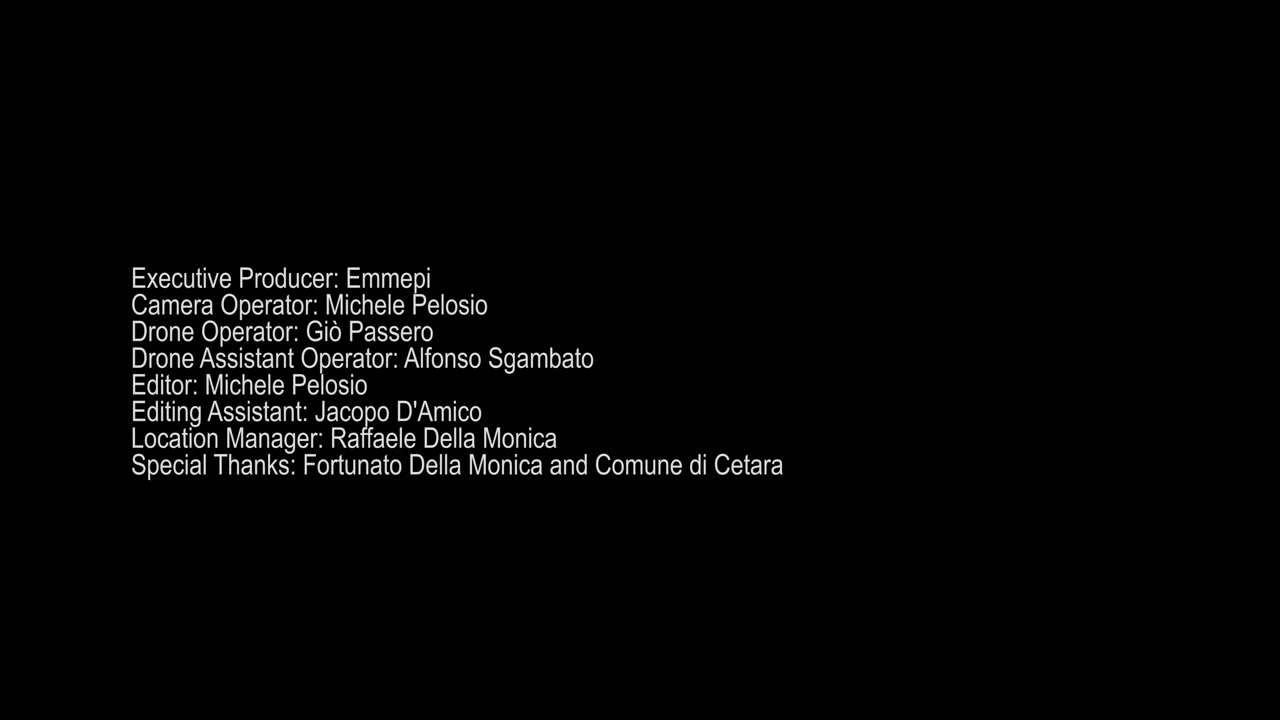 Executive Producer: Emmepi
Camera Operator: Michele Pelosio
Drone Operator: Giò Passero
Drone Assistant Operator: Alfonso Sgambato
Editor: Michele Pelosio
Editing Assistant: Jacopo D'Amico
Location Manager: Raffaele Della Monica
Special Thanks: Fortunato Della Monica and Comune di Cetara